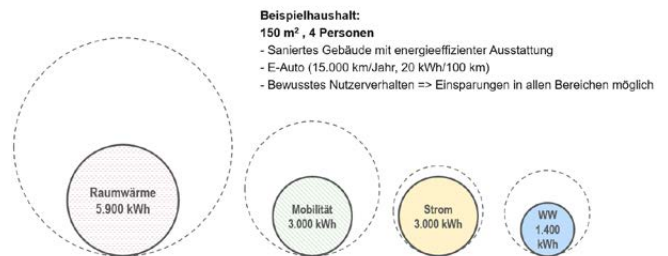 Beispielhaushalt:
150 m² , 4 Personen
- Saniertes Gebäude mit energieeffizienter Ausstattung
- E-Auto (15.000 km/Jahr, 20 kWh/100 km)
- Bewusstes Nutzerverhalten => Einsparungen in allen Bereichen möglich
Raumwärme
5.900 kWh
Mobilität
3.000 kWh
Strom
3.000 kWh
WW
1.400
kWh